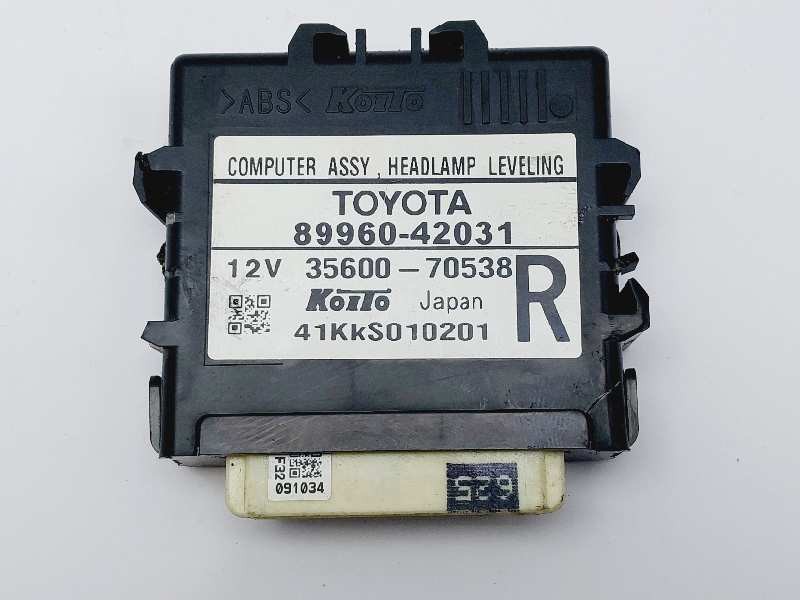 >ABS< KOITO
COMPUTER ASSY , HEADLAMP LEVELING
TOYOTA
89960-42031
12V 35600-70538
KOITO Japan R
41KkS010201
F32
091034